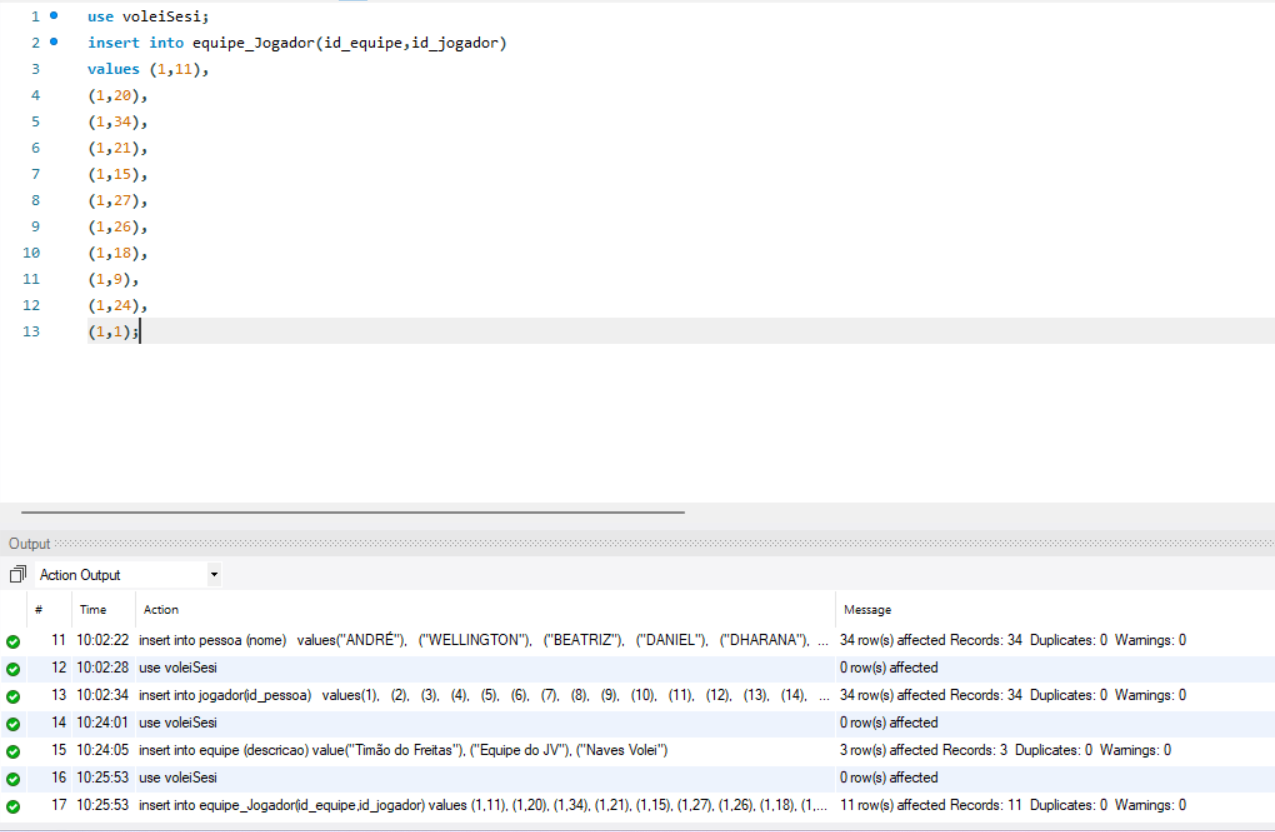 1 use voleiSesi;
2 insert into equipe_Jogador(id_equipe,id_jogador)
3 values (1,11),
4 (1,20),
5 (1,34),
6 (1,21),
7 (1,15),
8 (1,27),
9 (1,26),
10 (1,18),
11 (1,9),
12 (1,24),
13 (1,1);
Output
Action Output
# Time Action Message
11 10:02:22 insert into pessoa (nome) values("ANDRÉ"), ("WELLINGTON"), ("BEATRIZ"), ("DANIEL"), ("DHARANA"), ... 34 row(s) affected Records: 34 Duplicates: 0 Warnings: 0
12 10:02:28 use voleiSesi 0 row(s) affected
13 10:02:34 insert into jogador(id_pessoa) values(1), (2), (3), (4), (5), (6), (7), (8), (9), (10), (11), (12), (13), (14), ... 34 row(s) affected Records: 34 Duplicates: 0 Warnings: 0
14 10:24:01 use voleiSesi 0 row(s) affected
15 10:24:05 insert into equipe (descricao) value("Timão do Freitas"), ("Equipe do JV"), ("Naves Volei") 3 row(s) affected Records: 3 Duplicates: 0 Warnings: 0
16 10:25:53 use voleiSesi 0 row(s) affected
17 10:25:53 insert into equipe_Jogador(id_equipe,id_jogador) values (1,11), (1,20), (1,34), (1,21), (1,15), (1,27), (1,26), (1,18), (1,... 11 row(s) affected Records: 11 Duplicates: 0 Warnings: 0